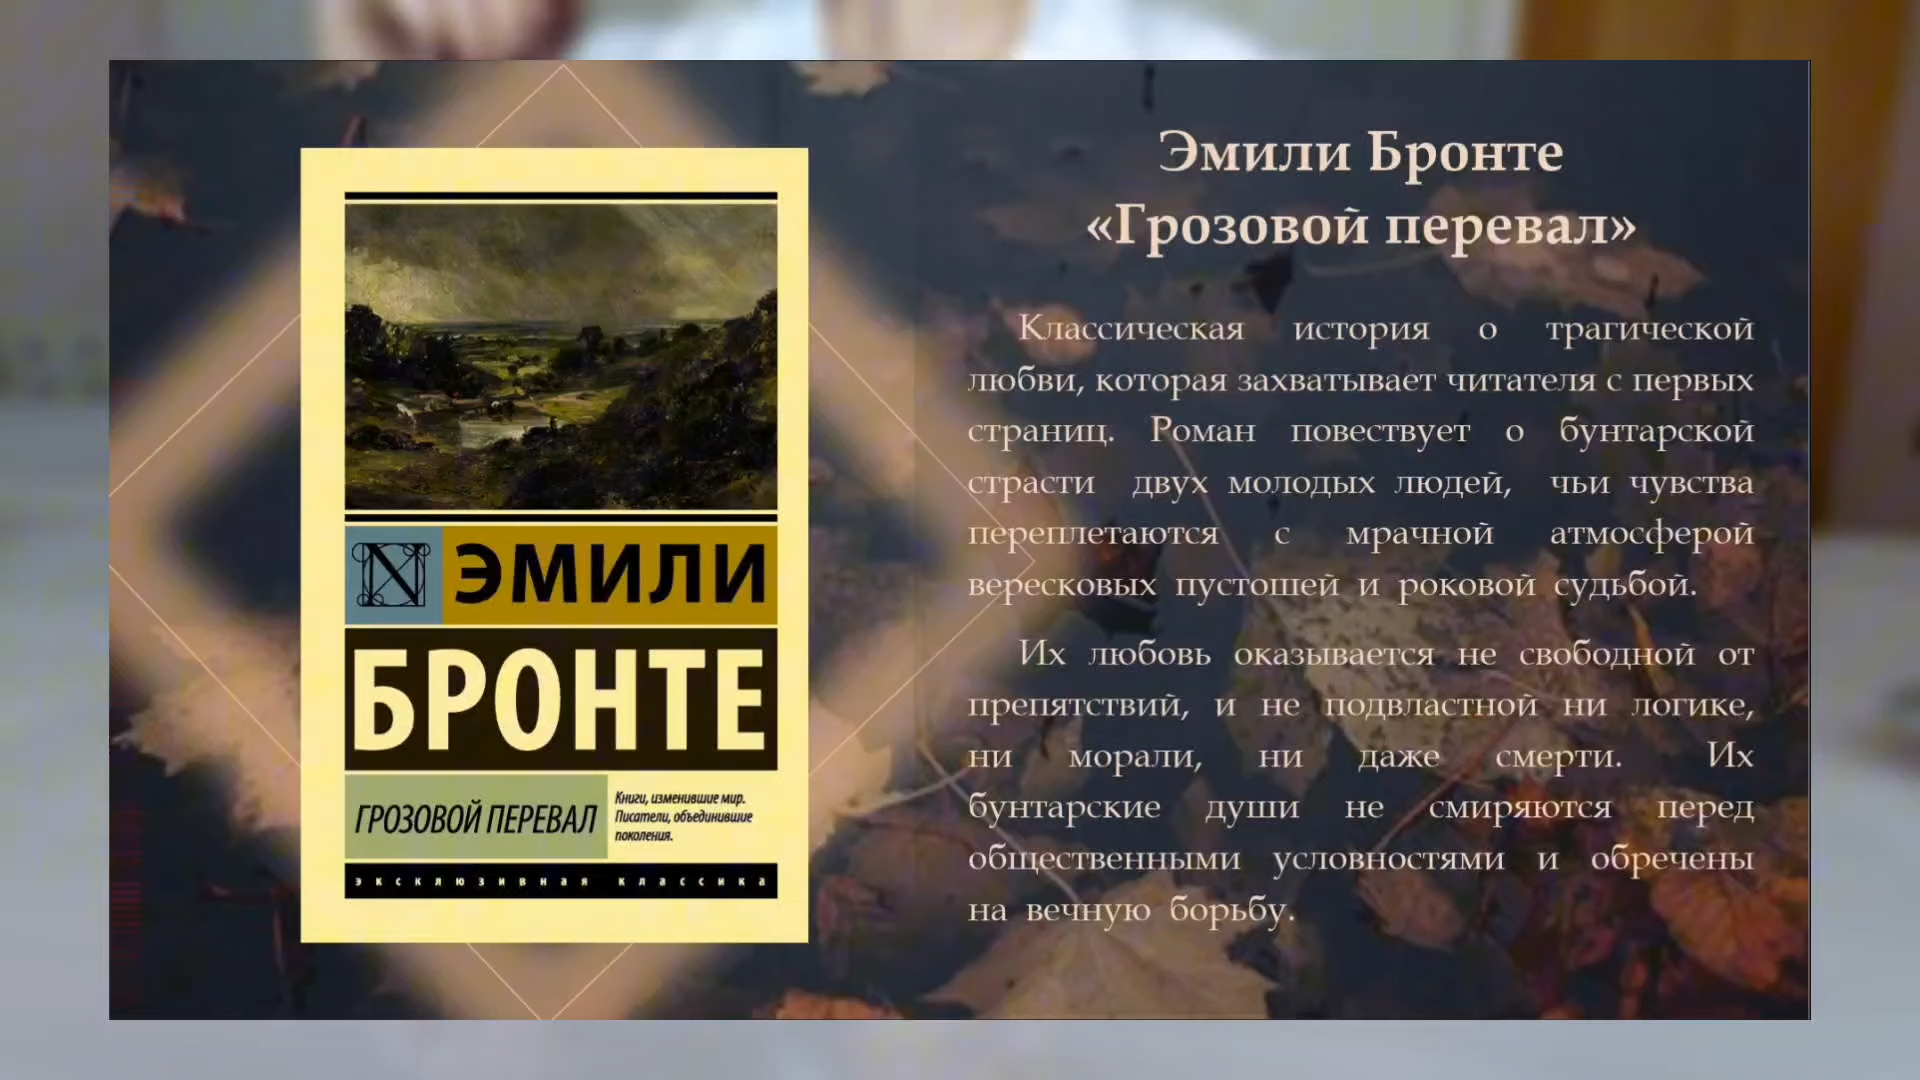 Эмили Бронте
«Грозовой перевал»
Классическая история о трагической
любви, которая захватывает читателя с первых
страниц. Роман повествует о бунтарской
страсти двух молодых людей, чьи чувства
переплетаются с мрачной атмосферой
вересковых пустошей и роковой судьбой.
Их любовь оказывается не свободной от
препятствий, и не подвластной ни логике,
ни морали, ни даже смерти. Их
бунтарские души не смиряются перед
общественными условностями и обречены
на вечную борьбу.
N ЭМИЛИ
БРОНТЕ
ГРОЗОВОЙ ПЕРЕВАЛ
Книги, изменившие мир.
Писатели, объединившие
поколения.
эксклюзивная классика